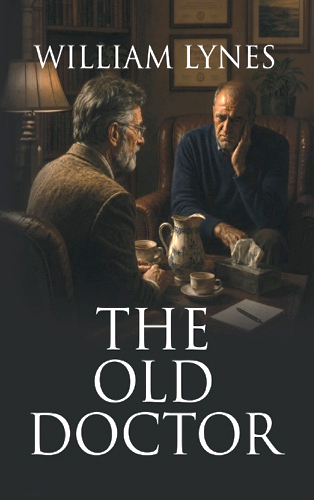 WILLIAM LYNES
THE
OLD
DOCTOR